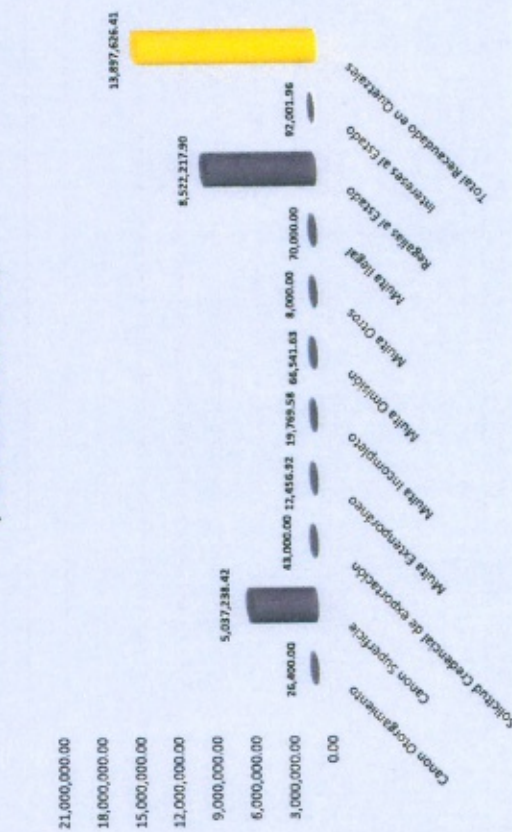 21,000,000.00
18,000,000.00
15,000,000.00
12,000,000.00
9,000,000.00
6,000,000.00
3,000,000.00
0.00
26,400.00
5,037,238.42
43,000.00
12,456.92
19,769.58
66,541.63
8,000.00
70,000.00
8,522,217.90
92,001.96
13,897,626.41
Canon Otorgamiento
Canon Superficie
Solicitud Credencial de exportación
Multa Extemporáneo
Multa Incompleto
Multa Omisión
Multa Otros
Multa Ilegal
Regalías al Estado
Intereses al Estado
Total Recaudado en Quetzales